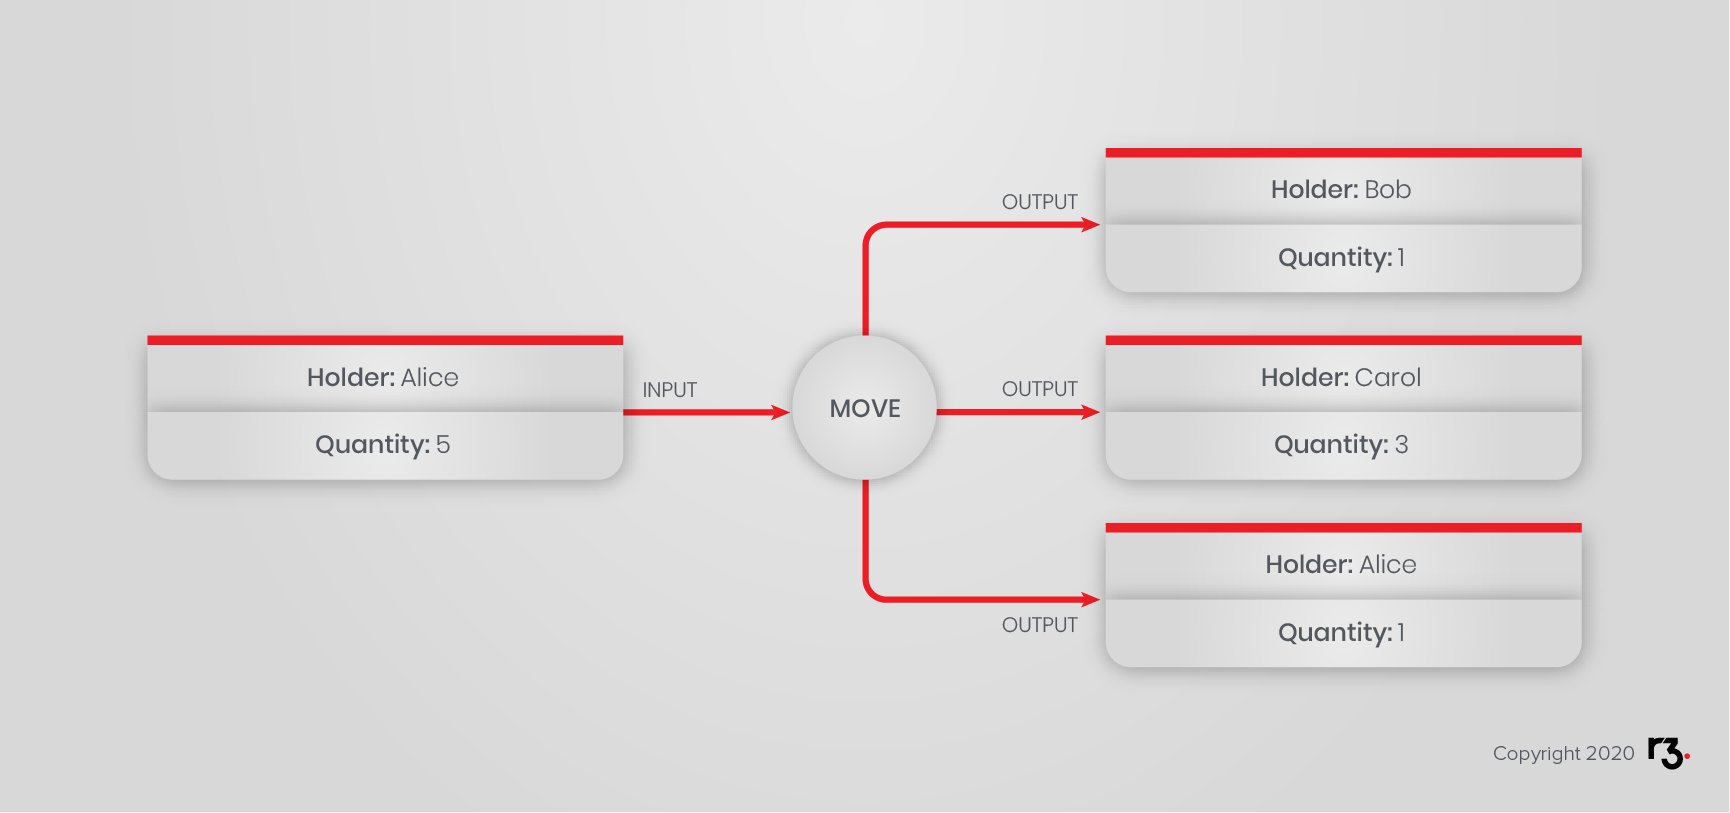 Holder: Alice
Quantity: 5
INPUT
MOVE
OUTPUT
Holder: Bob
Quantity: 1
OUTPUT
Holder: Carol
Quantity: 3
OUTPUT
Holder: Alice
Quantity: 1
Copyright 2020 r3.